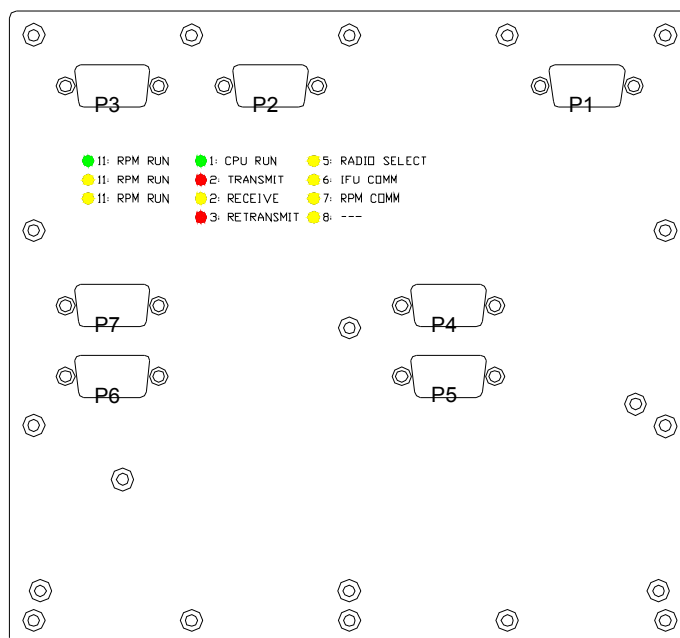 P3 P2 P1
11: RPM RUN 1: CPU RUN 5: RADIO SELECT
11: RPM RUN 2: TRANSMIT 6: IFU COMM
11: RPM RUN 2: RECEIVE 7: RPM COMM
3: RETRANSMIT 8: ---
P7 P4
P6 P5